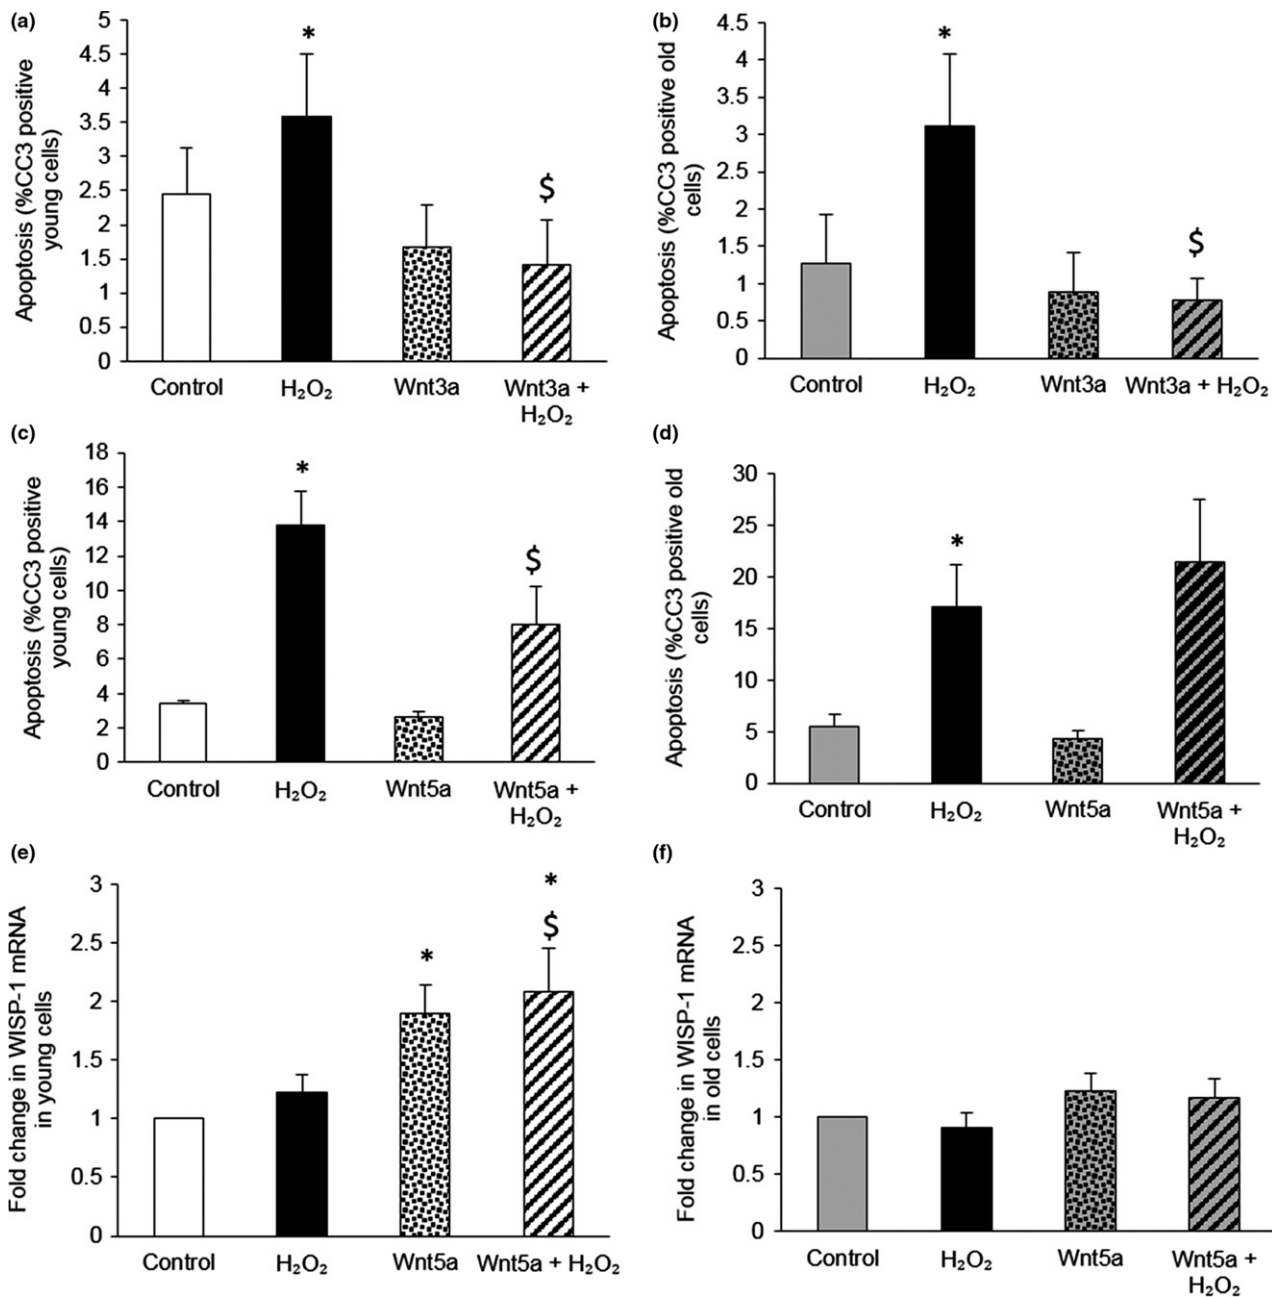 (a)
Apoptosis (%CC3 positive
young cells)
5
4.5
4
3.5
3
2.5
2
1.5
1
0.5
0
*
$
Control
H₂O₂
Wnt3a
Wnt3a +
H₂O₂
(b)
Apoptosis (%CC3 positive old
cells)
4.5
4
3.5
3
2.5
2
1.5
1
0.5
0
*
$
Control
H₂O₂
Wnt3a
Wnt3a + H₂O₂
(c)
Apoptosis (%CC3 positive
young cells)
18
16
14
12
10
8
6
4
2
0
*
$
Control
H₂O₂
Wnt5a
Wnt5a +
H₂O₂
(d)
Apoptosis (%CC3 positive old
cells)
30
25
20
15
10
5
0
*
Control
H₂O₂
Wnt5a
Wnt5a +
H₂O₂
(e)
Fold change in WISP-1 mRNA
in young cells
3
2.5
2
1.5
1
0.5
0
*
*
$
Control
H₂O₂
Wnt5a
Wnt5a + H₂O₂
(f)
Fold change in WISP-1 mRNA
in old cells
3
2.5
2
1.5
1
0.5
0
Control
H₂O₂
Wnt5a
Wnt5a +
H₂O₂